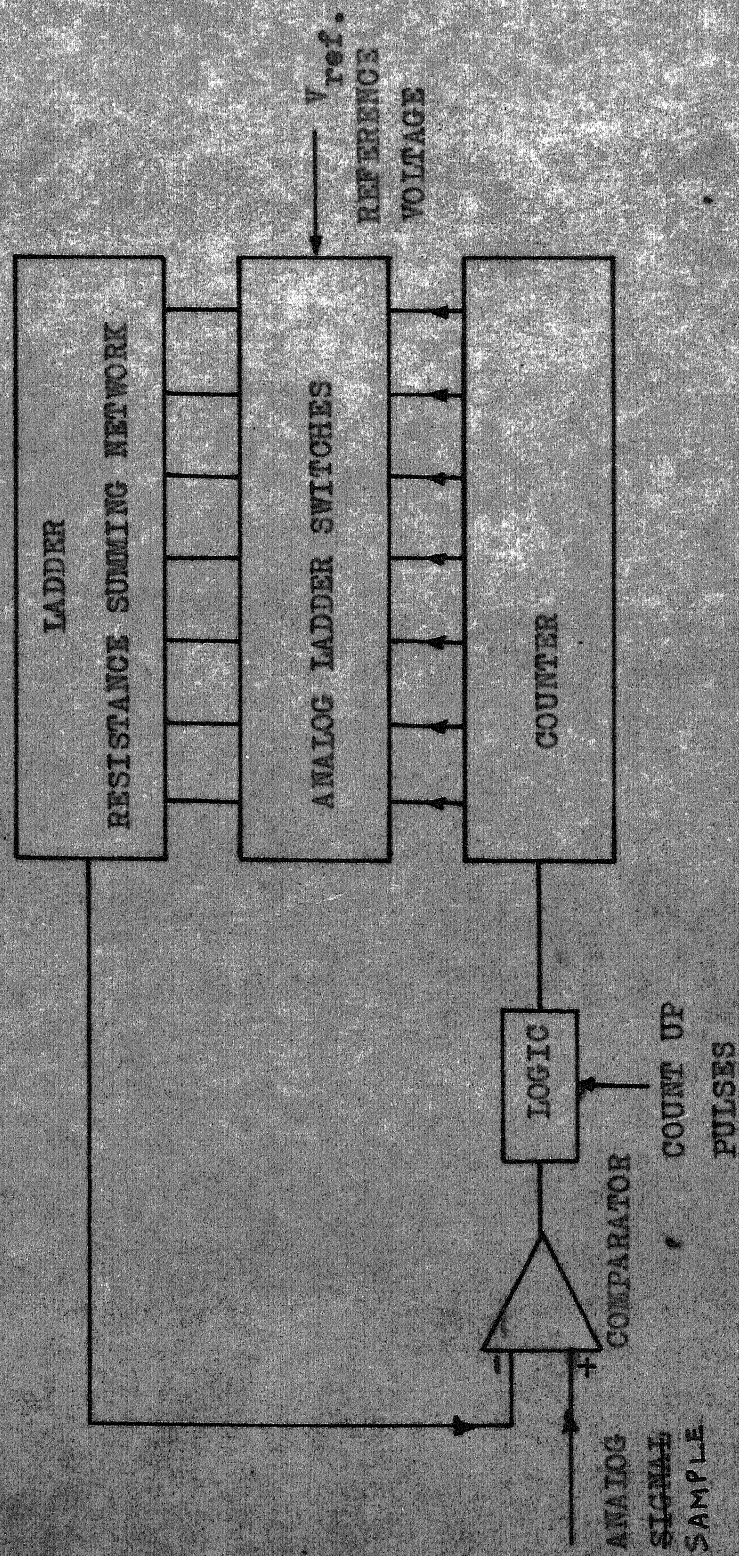 LADDER
RESISTANCE SUMMING NETWORK
ANALOG LADDER SWITCHES
V ref.
REFERENCE
VOLTAGE
COUNTER
LOGIC
COUNT UP
PULSES
-
+
COMPARATOR
ANALOG
SIGNAL
SAMPLE